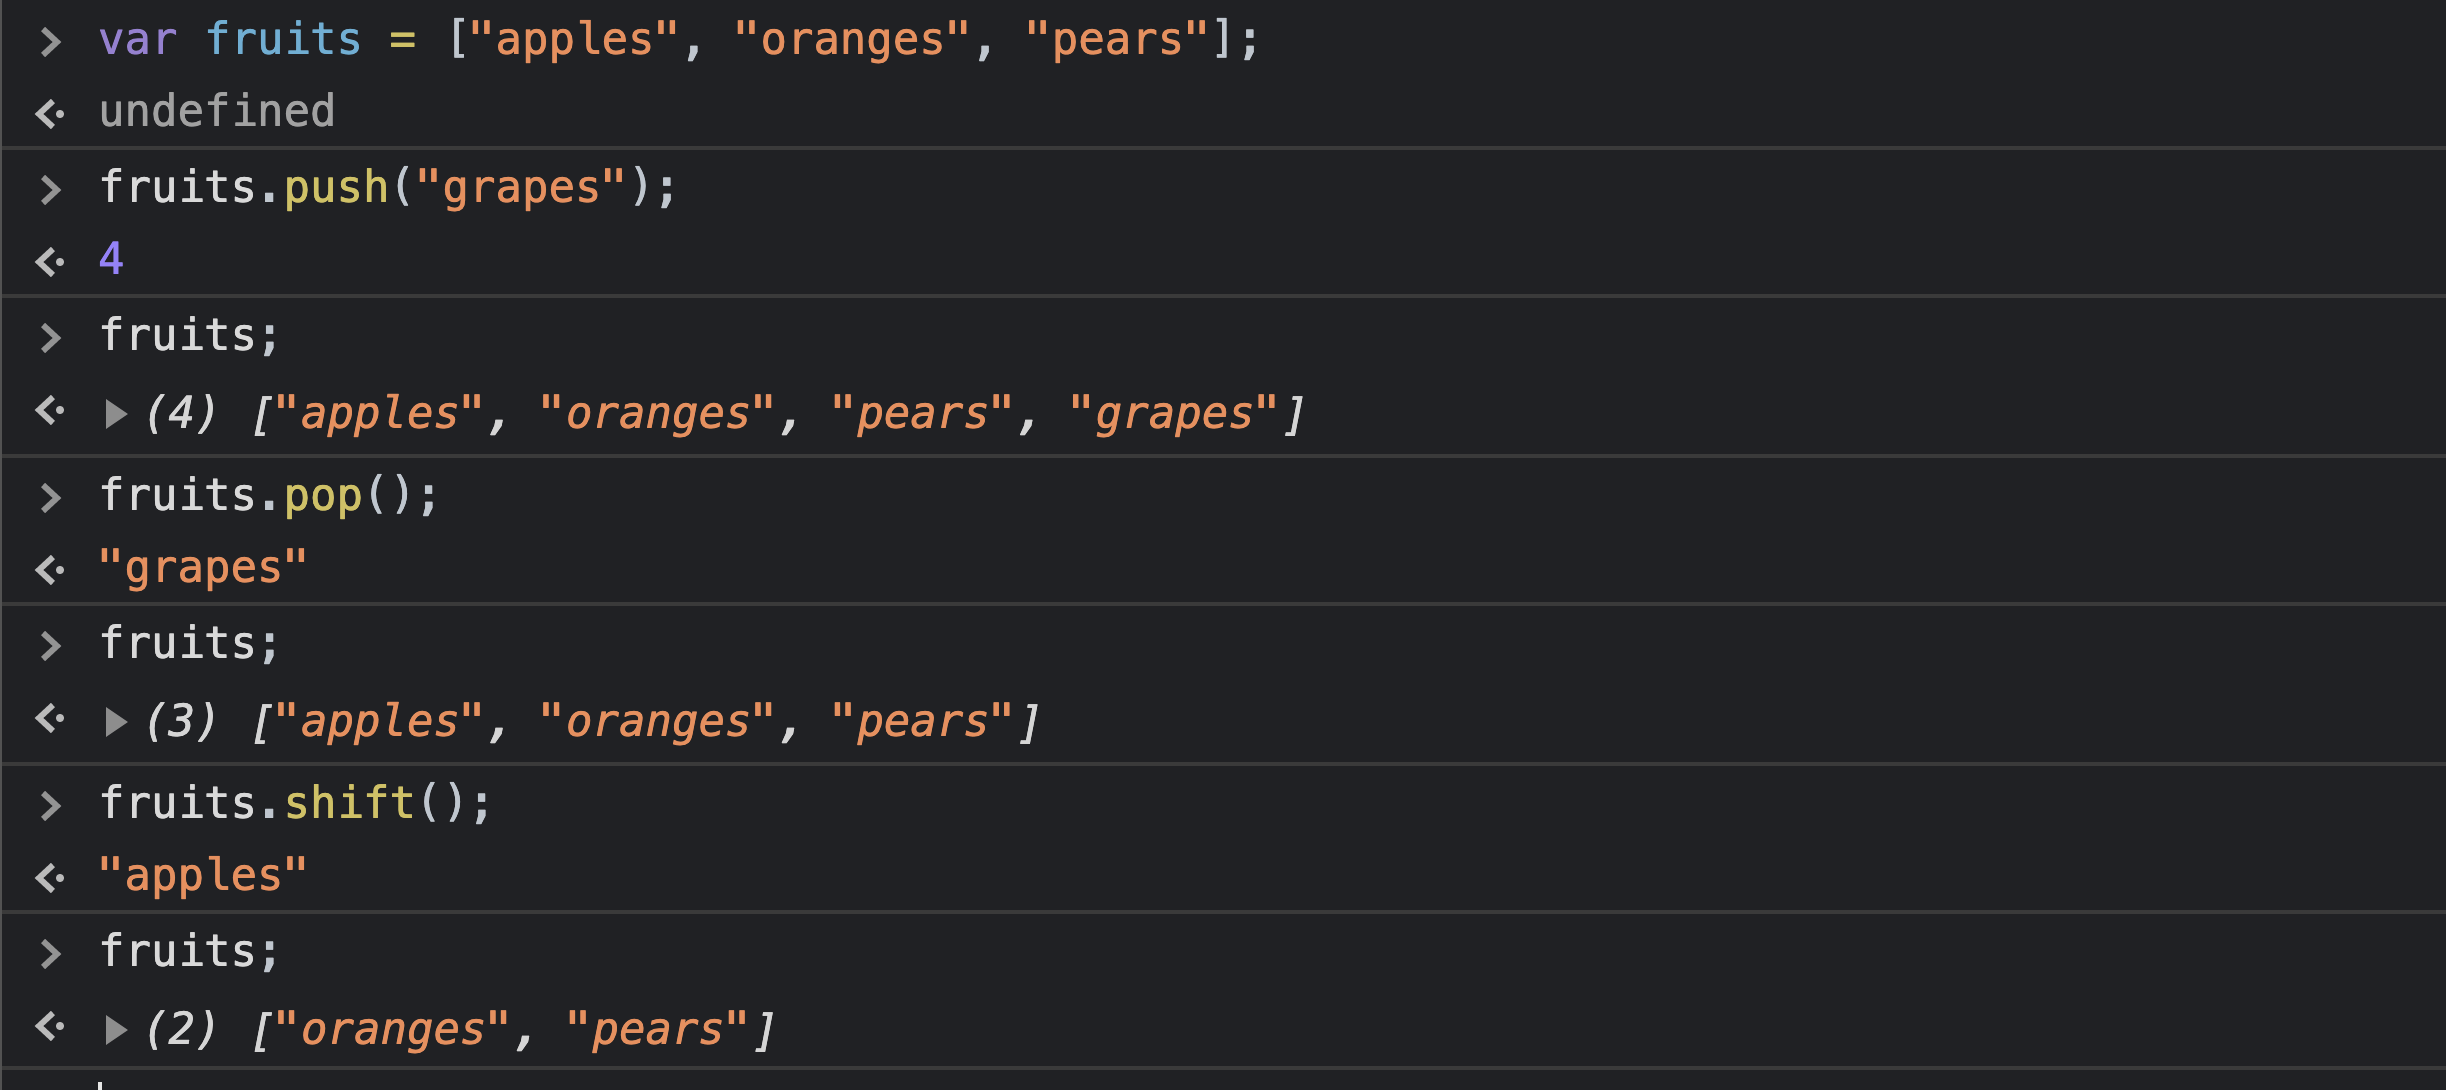 > var fruits = ["apples", "oranges", "pears"];
undefined
> fruits.push("grapes");
4
> fruits;
(4) ["apples", "oranges", "pears", "grapes"]
> fruits.pop();
"grapes"
> fruits;
(3) ["apples", "oranges", "pears"]
> fruits.shift();
"apples"
> fruits;
(2) ["oranges", "pears"]